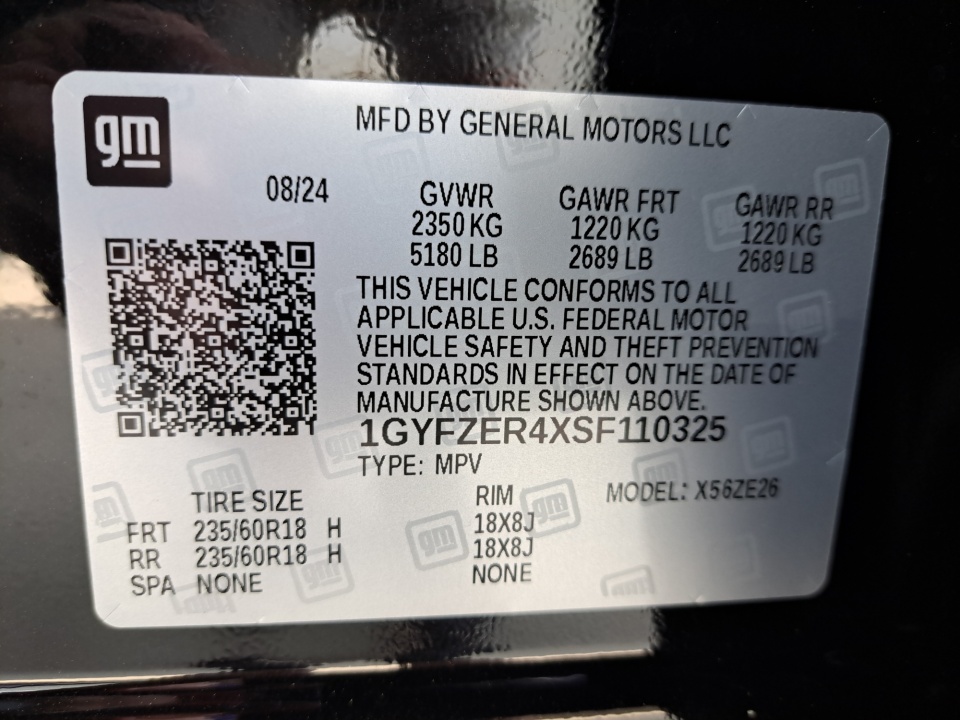 gm
MFD BY GENERAL MOTORS LLC
08/24 GVWR GAWR FRT GAWR RR
2350 KG 1220 KG 1220 KG
5180 LB 2689 LB 2689 LB
THIS VEHICLE CONFORMS TO ALL
APPLICABLE U.S. FEDERAL MOTOR
VEHICLE SAFETY AND THEFT PREVENTION
STANDARDS IN EFFECT ON THE DATE OF
MANUFACTURE SHOWN ABOVE.
1GYFZER4XSF110325
TYPE: MPV
TIRE SIZE RIM MODEL: X56ZE26
FRT 235/60R18 H 18X8J
RR 235/60R18 H 18X8J
SPA NONE NONE